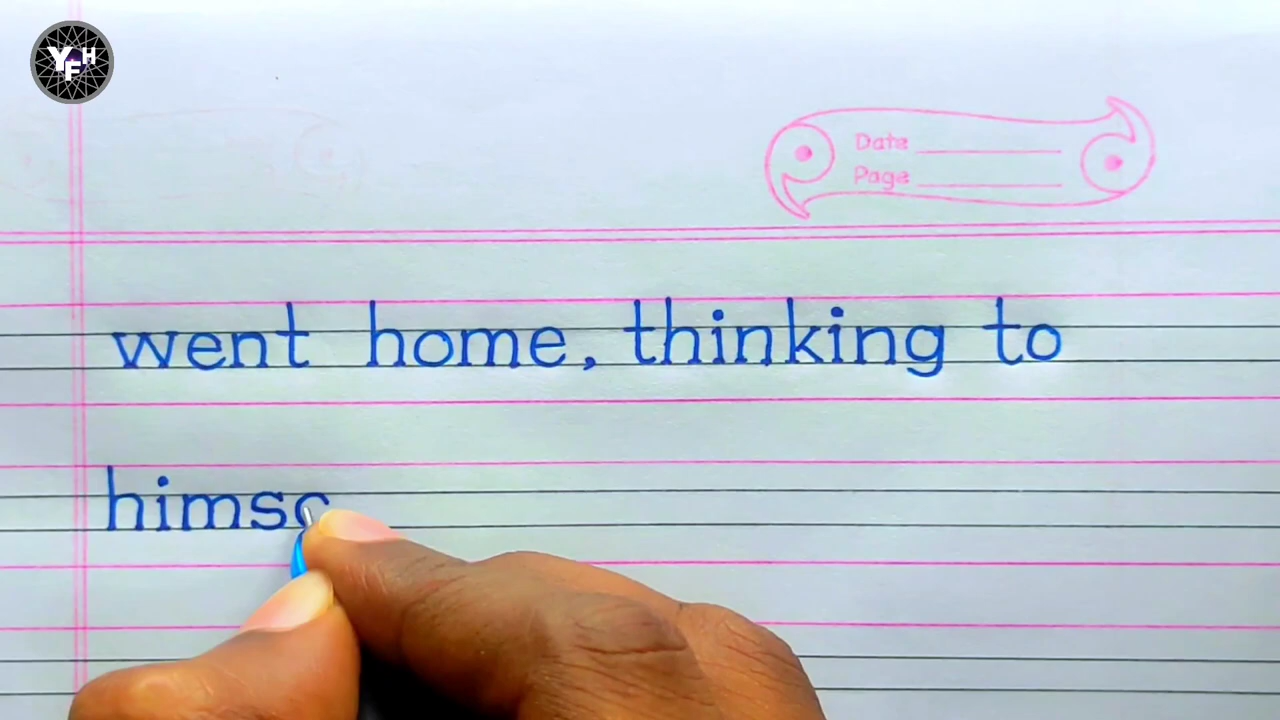 YFH
Date
Page
went home, thinking to
hims